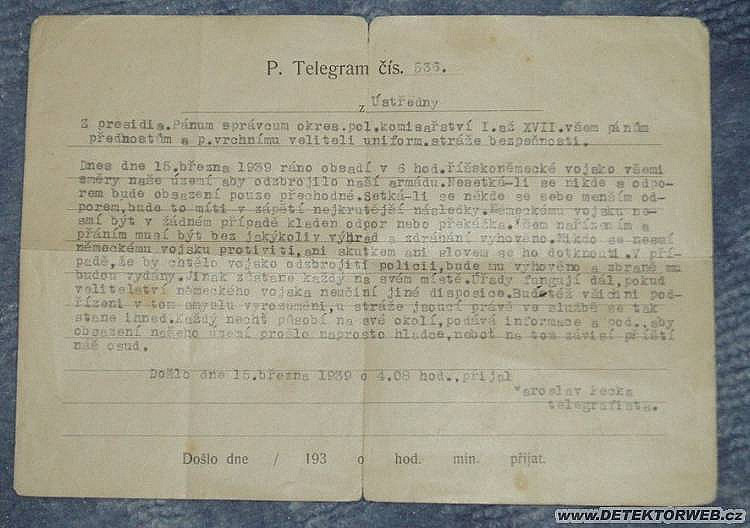 P. Telegram čís. 536.
z Ústředny
Z presidia. Pánum správcum okres.pol.komisařství I. až XVII. všem pánům
přednostům a p.vrchnímu veliteli uniform.stráže bezpečnosti.
Dnes dne 15.března 1939 ráno obsadí v 6 hod.říšskoněmecké vojsko všemi
směry naše území aby odzbrojilo naší armádu.Nesetká-li se nikde s odpo-
rem bude obsazení pouze přechodné.Setká-li se někde se sebe menším od-
porem,bude to míti v zápětí nejkrutější následky.Německému vojsku ne-
smí být v žádném případě kladen odpor nebo překážka.Všem nařízením a
přáním musí být bez jakýkoliv výhrad a zdráhání vyhověno.Nikdo se nesmí
německému vojsku protiviti,ani skutkem ani slovem se ho dotknouti.V pří-
padě,že by chtělo vojsko odzbrojiti policii,bude mu vyhověno a zbraně mu
budou vydány.Jinak zůstane každý na svém místě.Úřady fungují dál,pokud
velitelství německého vojska neučiní jiné disposice.Buďtéž všichni pod-
řízení v tom smyslu vyrozuměni,u stráže jsoucí právě ve službě se tak
stane ihned.Každý nechť působí na své okolí,podává informace a pod.,aby
obsazení našeho území prošlo naprosto hladce,neboť na tom závisí příští
náš osud.
Došlo dne 15.března 1939 o 4.08 hod.,přijal
Jaroslav Pecka
telegrafista.
Došlo dne / 193 o hod. min. přijat.
WWW.DETEKTORWEB.CZ